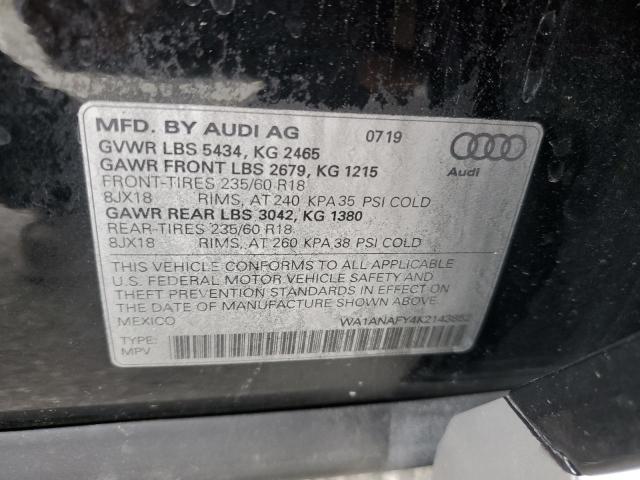 MFD. BY AUDI AG 0719
GVWR LBS 5434, KG 2465
GAWR FRONT LBS 2679, KG 1215
FRONT-TIRES 235/60 R18
8JX18 RIMS, AT 240 KPA 35 PSI COLD
GAWR REAR LBS 3042, KG 1380
REAR-TIRES 235/60 R18
8JX18 RIMS, AT 260 KPA 38 PSI COLD
Audi
THIS VEHICLE CONFORMS TO ALL APPLICABLE
U.S. FEDERAL MOTOR VEHICLE SAFETY AND
THEFT PREVENTION STANDARDS IN EFFECT ON
THE DATE OF MANUFACTURE SHOWN ABOVE.
MEXICO WA1ANAFY4K2143852
TYPE:
MPV